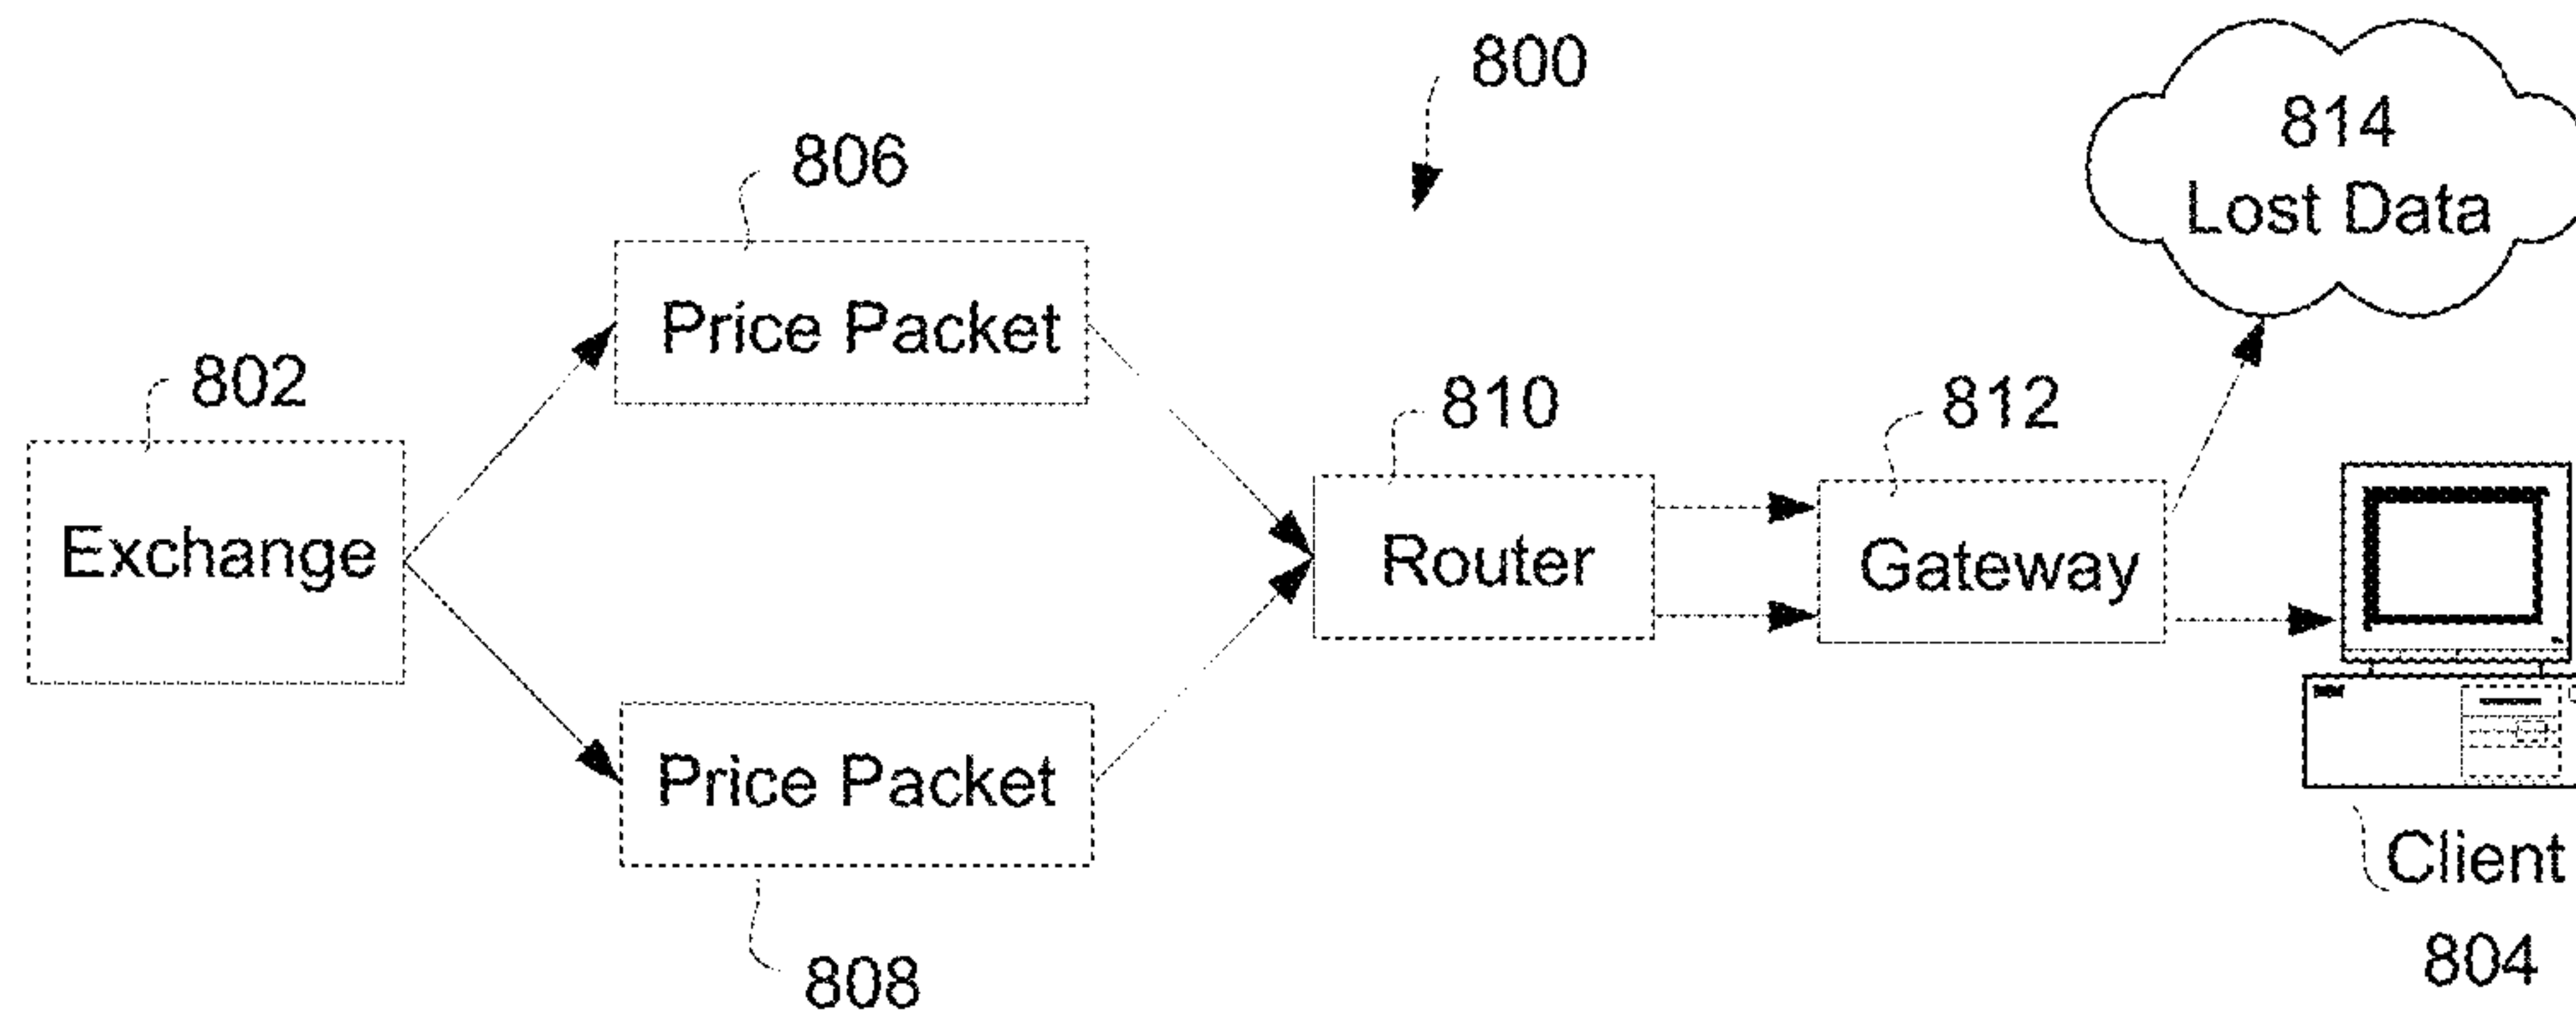 800
814
Lost Data
806
Price Packet
802
810
812
Exchange
Router
Gateway
Price Packet
808
Client
804